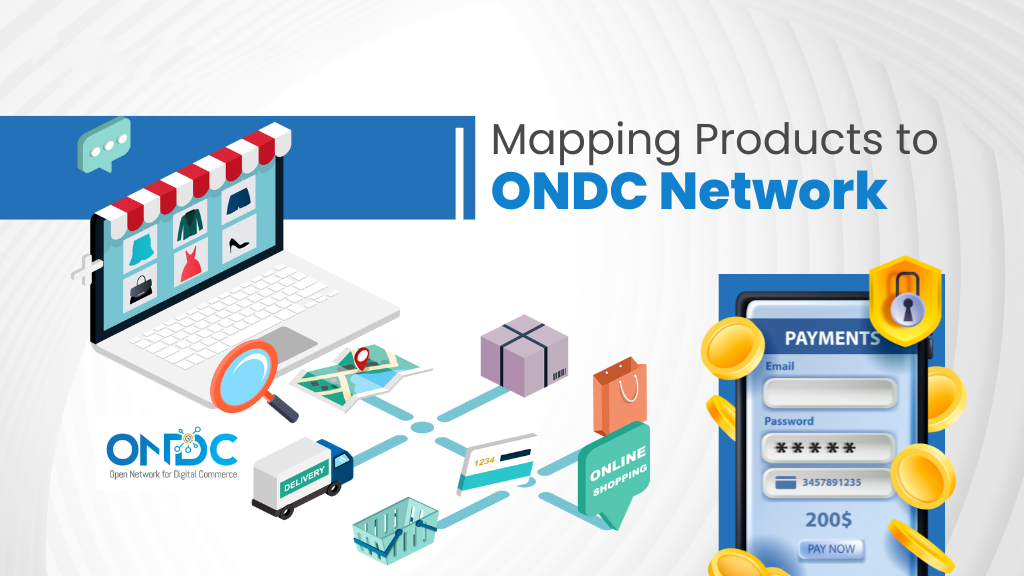 Mapping Products to
ONDC Network
PAYMENTS
Email
Password
*****
3457891235
200$
PAY NOW
1234
ONLINE
SHOPPING
DELIVERY
ONDC
Open Network for Digital Commerce